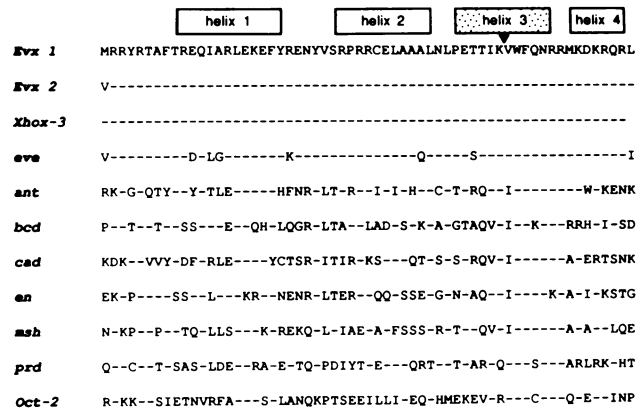 helix 1 helix 2 helix 3 helix 4
Evx 1 MRRYRTAFTREQIARLEKEFYRENYVSRPRRCELAAALNLPETTIKVWFQNRRMKDKRQRL
Evx 2 V------------------------------------------------------------
Xhox-3 ------------------------------------------------------------
eve V---------D-LG-------K--------------Q-----S-----------------I
ant RK-G-QTY--Y-TLE-----HFNR-LT-R--I-I-H--C-T-RQ--I--------W-KENK
bcd P--T--T--SS---E--QH-LQGR-LTA--LAD-S-K-A-GTAQV-I--K---RRH-I-SD
cad KDK--VVY-DF-RLE----YCTSR-ITIR-KS---QT-S-S-RQV-I------A-ERTSNK
en EK-P----SS--L---KR--NENR-LTER--QQ-SSE-G-N-AQ--I----K-A-I-KSTG
msh N-KP--P--TQ-LLS---K-REKQ-L-IAE-A-FSSS-R-T--QV-I------A-A--LQE
prd Q--C--T-SAS-LDE--RA-E-TQ-PDIYT-E---QRT--T-AR-Q---S---ARLRK-HT
Oct-2 R-KK--SIETNVRFA---S-LANQKPTSEEILLI-EQ-HMEKEV-R---C---Q-E--INP